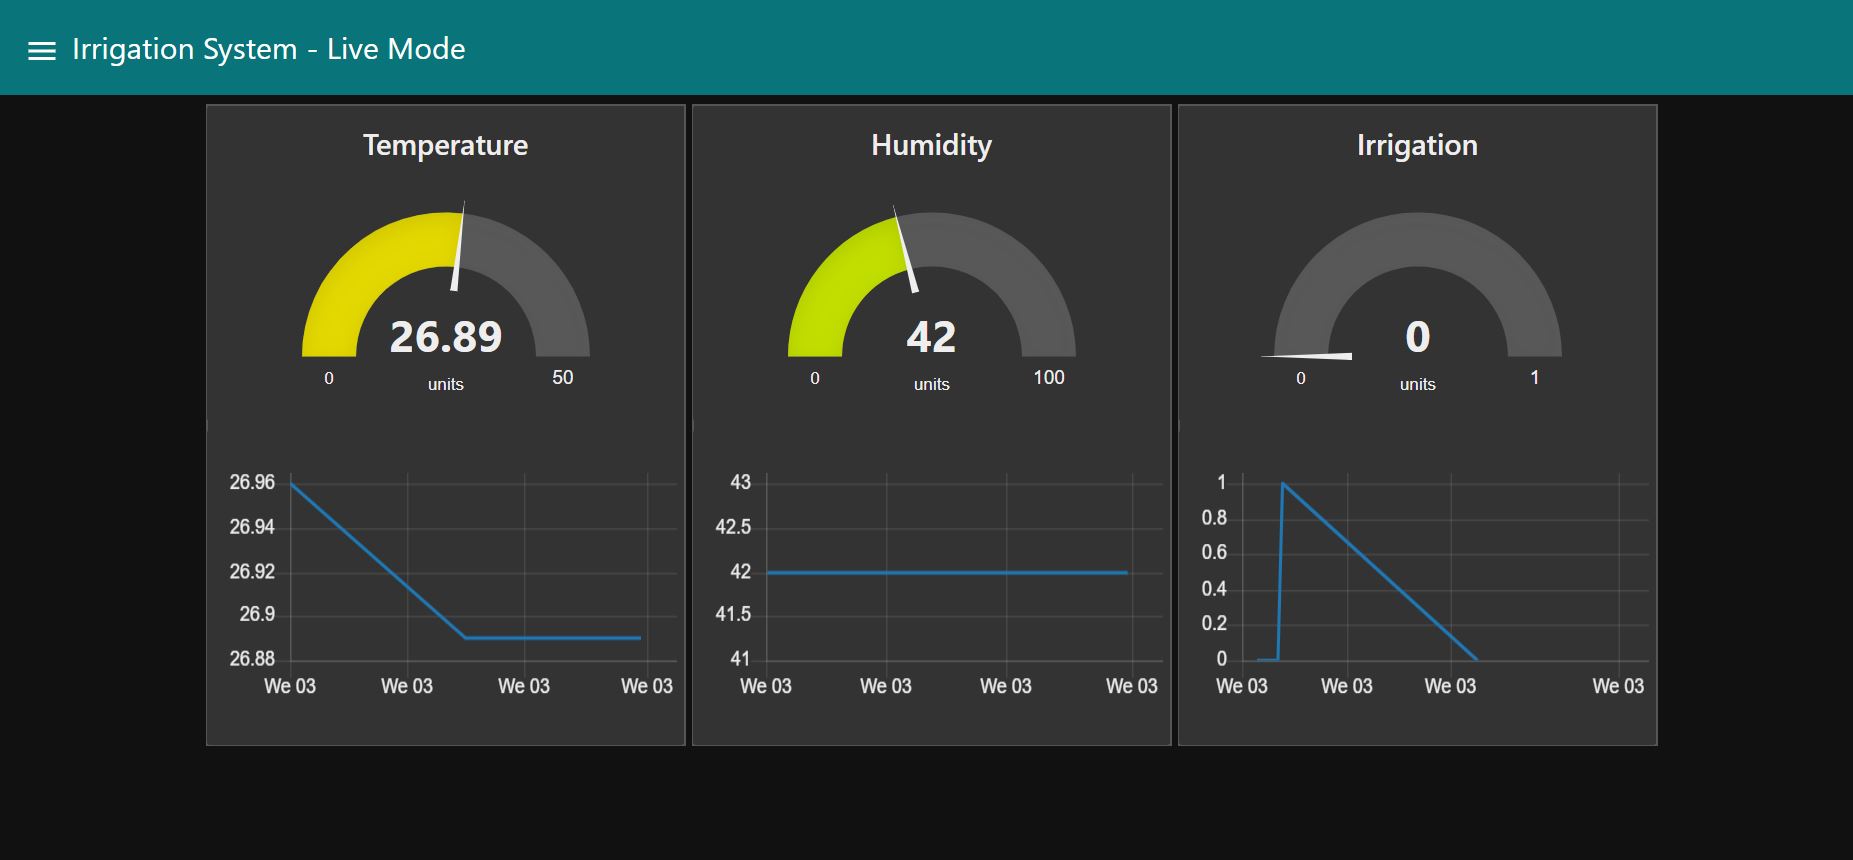 Irrigation System - Live Mode
Temperature
26.89
0 units 50
26.96
26.94
26.92
26.9
26.88
We 03 We 03 We 03 We 03
Humidity
42
0 units 100
43
42.5
42
41.5
41
We 03 We 03 We 03 We 03
Irrigation
0
0 units 1
1
0.8
0.6
0.4
0.2
0
We 03 We 03 We 03 We 03